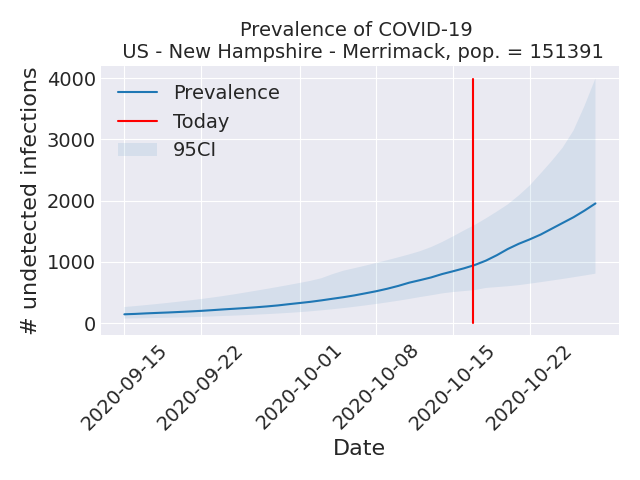 Prevalence of COVID-19
US - New Hampshire - Merrimack, pop. = 151391
# undetected infections
4000
3000
2000
1000
0
Prevalence
Today
95CI
2020-09-15
2020-09-22
2020-10-01
2020-10-08
2020-10-15
2020-10-22
Date